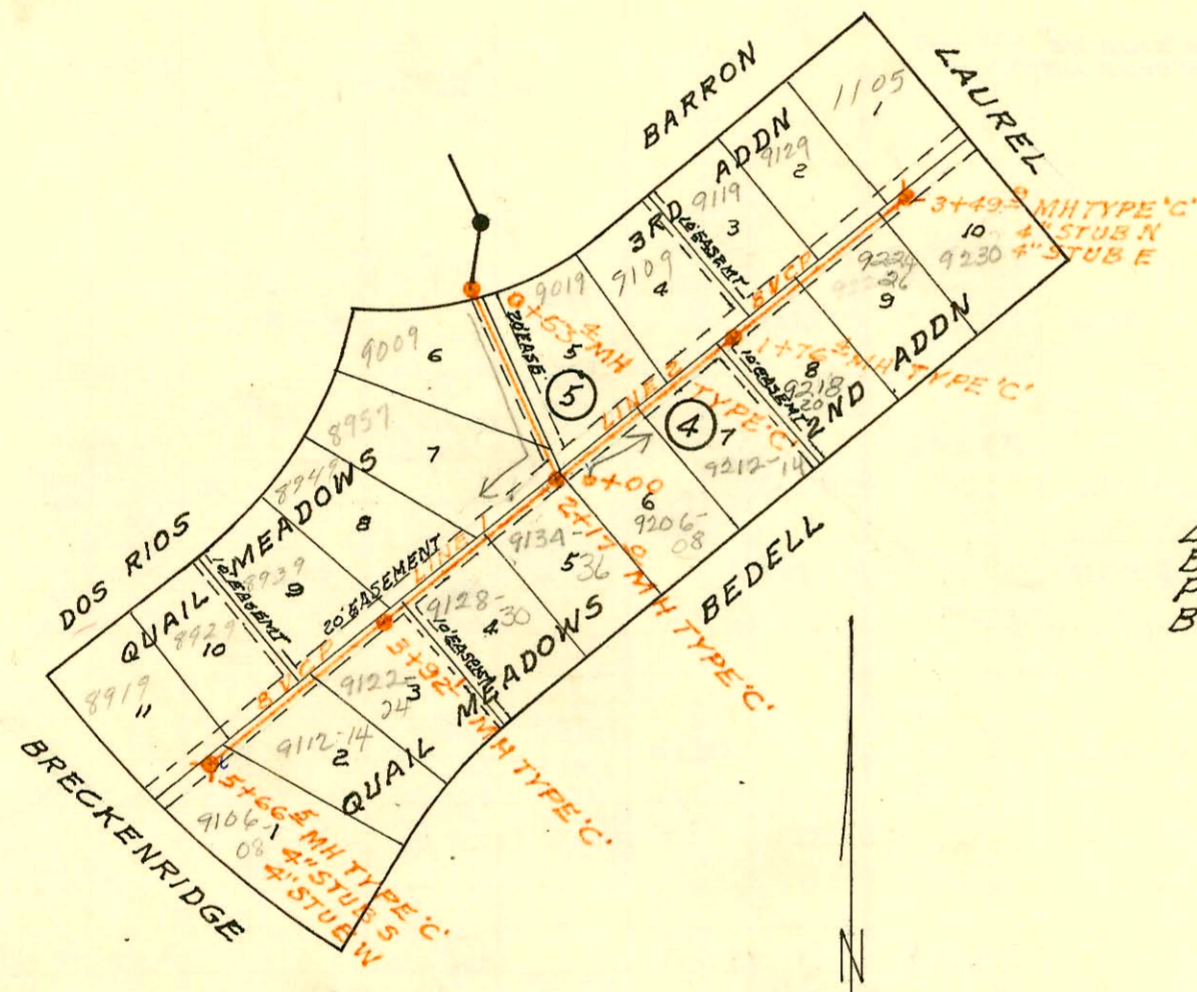 BARRON
LAUREL
1105
1
ADDN
9129
2
9119
3
3RD
10' EASEMT
9109
4
9019
5
20' EASE.
0+53 4 MH
TYPE 'C'
5
9009
6
8957
7
8949
8
8939
9
8929
10
8919
11
DOS RIOS
QUAIL MEADOWS
10' EASEMT
20' EASEMENT
LINE 1
8 VCP
LINE 2
8 VCP
3+49 9 MH TYPE 'C'
4" STUB N
4" STUB E
10
9230
9224
26
9
1+76 5 MH TYPE 'C'
8
9218
20
10' EASEMT
2ND ADDN
4
7
9212-14
0+00
2+17 9 MH TYPE 'C'
6
9206-
08
9134-
5 36
9128-
4 30
10' EASEMT
3+92 1 MH TYPE 'C'
9122-
3
24
9112-14
2
QUAIL MEADOWS
5+66 5 MH TYPE 'C'
4" STUB S
4" STUB W
9106-
1
08
BEDELL
BRECKENRIDGE
N
B
P
B